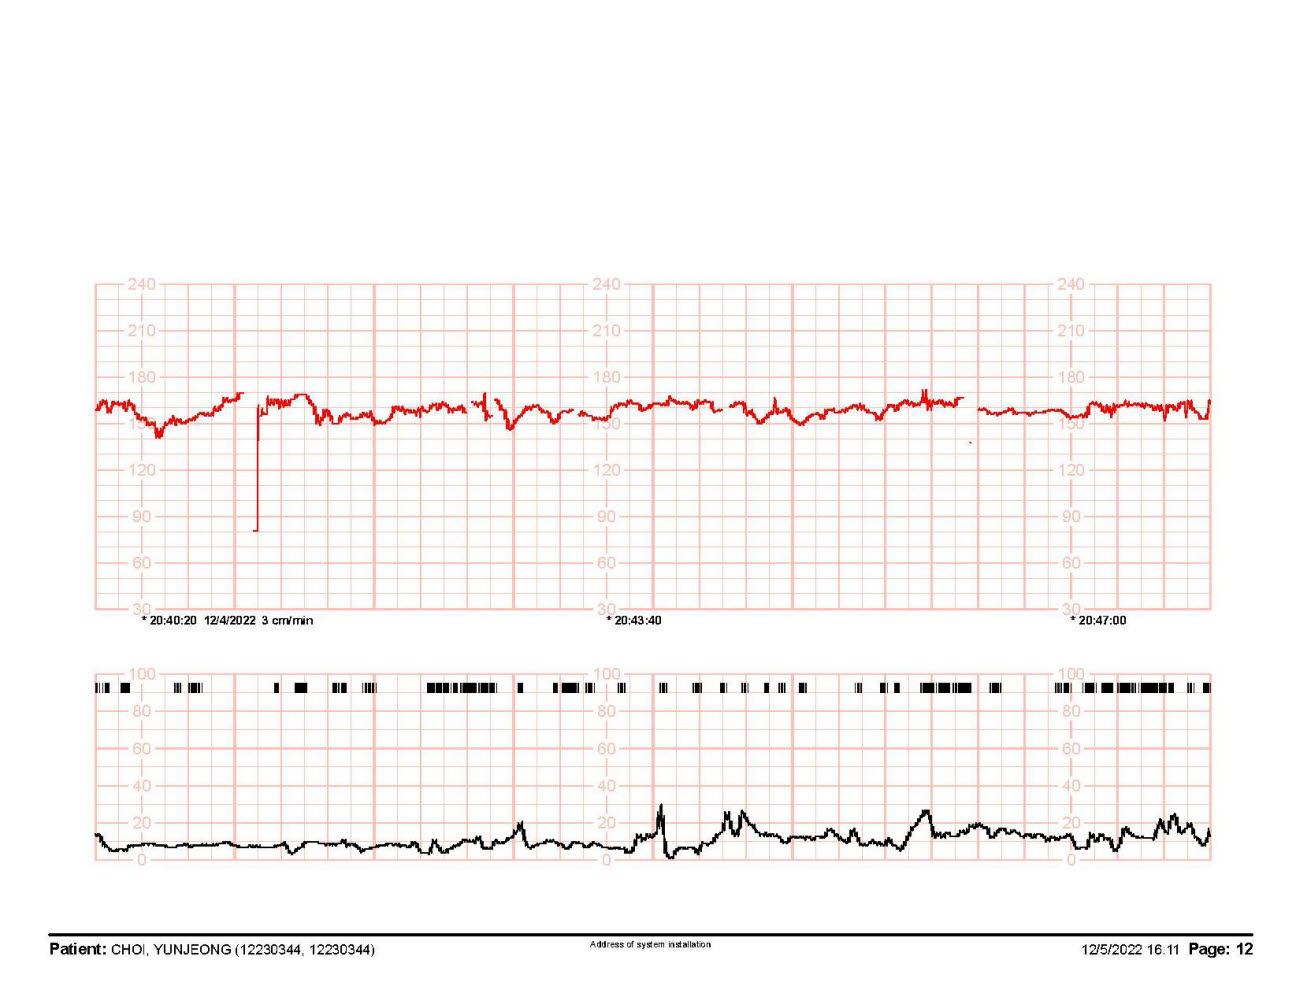 240 240 240
210 210 210
180 180 180
150 150 150
120 120 120
90 90 90
60 60 60
30 30 30
* 20:40:20 12/4/2022 3 cm/min * 20:43:40 * 20:47:00
100 100 100
80 80 80
60 60 60
40 40 40
20 20 20
0 0 0
Patient: CHOI, YUNJEONG (12230344, 12230344) Address of system installation 12/5/2022 16:11 Page: 12